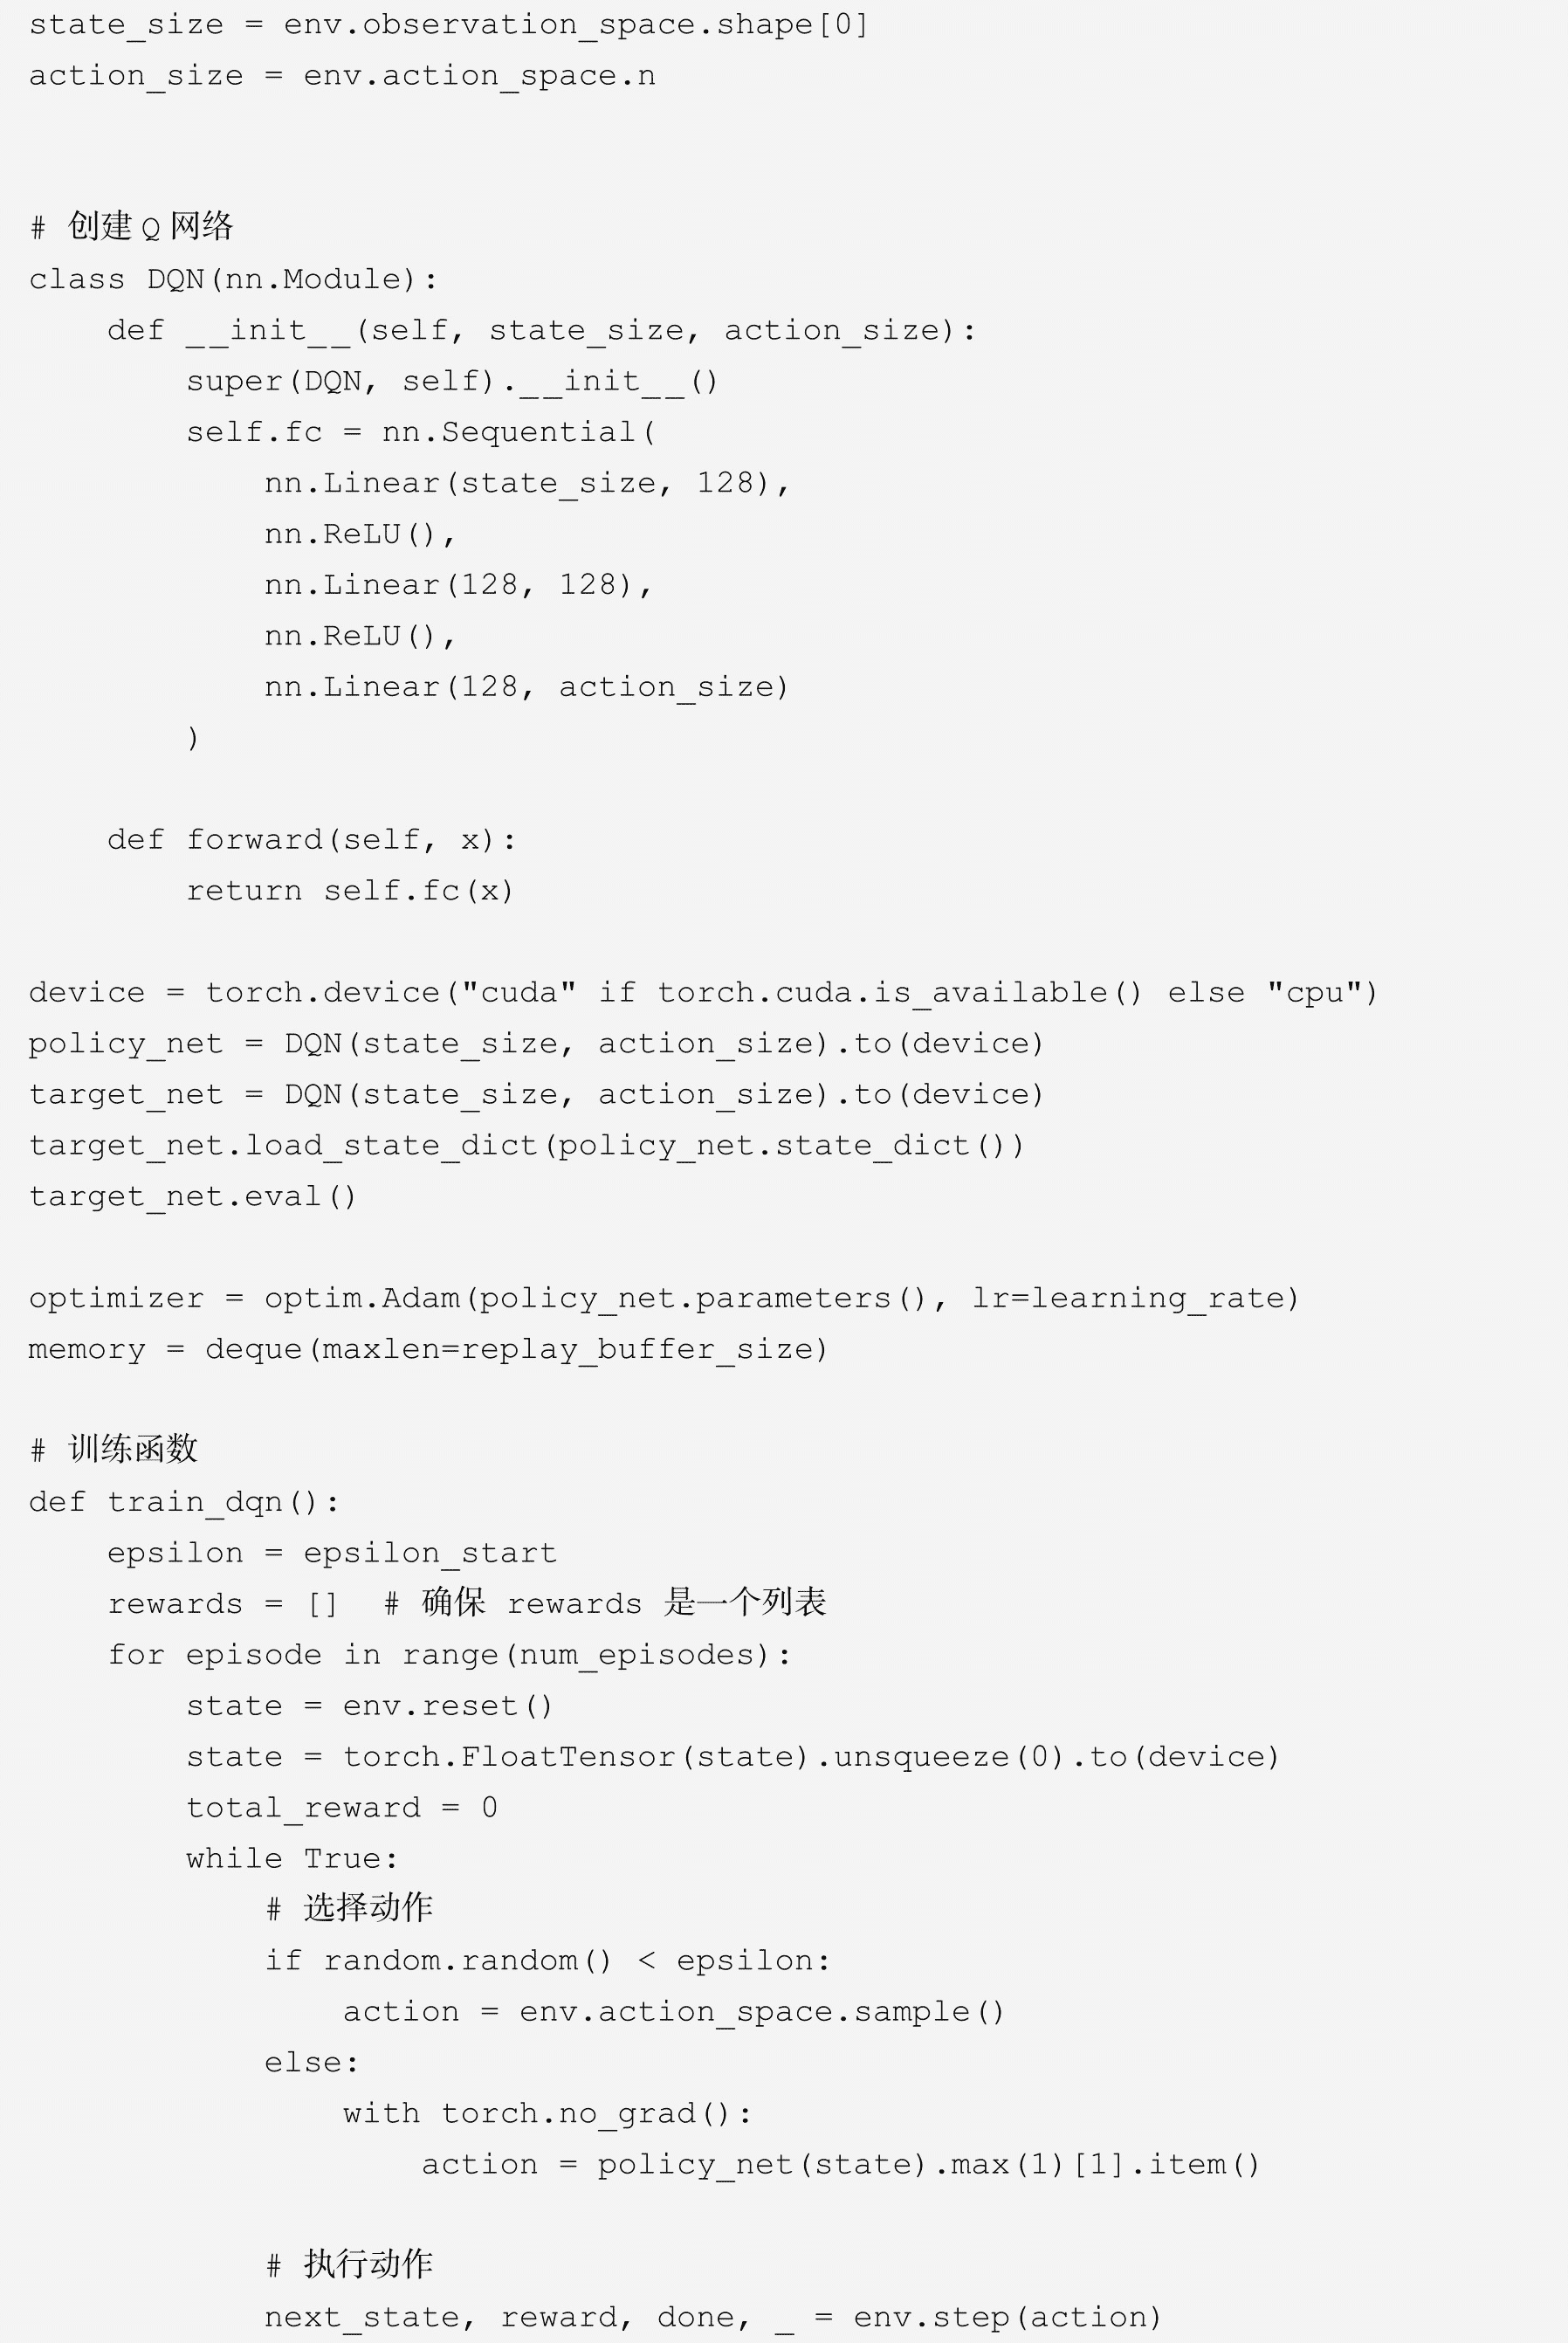 state_size = env.observation_space.shape[0]
action_size = env.action_space.n
# 创建Q网络
class DQN(nn.Module):
    def __init__(self, state_size, action_size):
        super(DQN, self).__init__()
        self.fc = nn.Sequential(
            nn.Linear(state_size, 128),
            nn.ReLU(),
            nn.Linear(128, 128),
            nn.ReLU(),
            nn.Linear(128, action_size)
        )
    def forward(self, x):
        return self.fc(x)
device = torch.device("cuda" if torch.cuda.is_available() else "cpu")
policy_net = DQN(state_size, action_size).to(device)
target_net = DQN(state_size, action_size).to(device)
target_net.load_state_dict(policy_net.state_dict())
target_net.eval()
optimizer = optim.Adam(policy_net.parameters(), lr=learning_rate)
memory = deque(maxlen=replay_buffer_size)
# 训练函数
def train_dqn():
    epsilon = epsilon_start
    rewards = []  # 确保 rewards 是一个列表
    for episode in range(num_episodes):
        state = env.reset()
        state = torch.FloatTensor(state).unsqueeze(0).to(device)
        total_reward = 0
        while True:
            # 选择动作
            if random.random() < epsilon:
                action = env.action_space.sample()
            else:
                with torch.no_grad():
                    action = policy_net(state).max(1)[1].item()
            # 执行动作
            next_state, reward, done, _ = env.step(action)